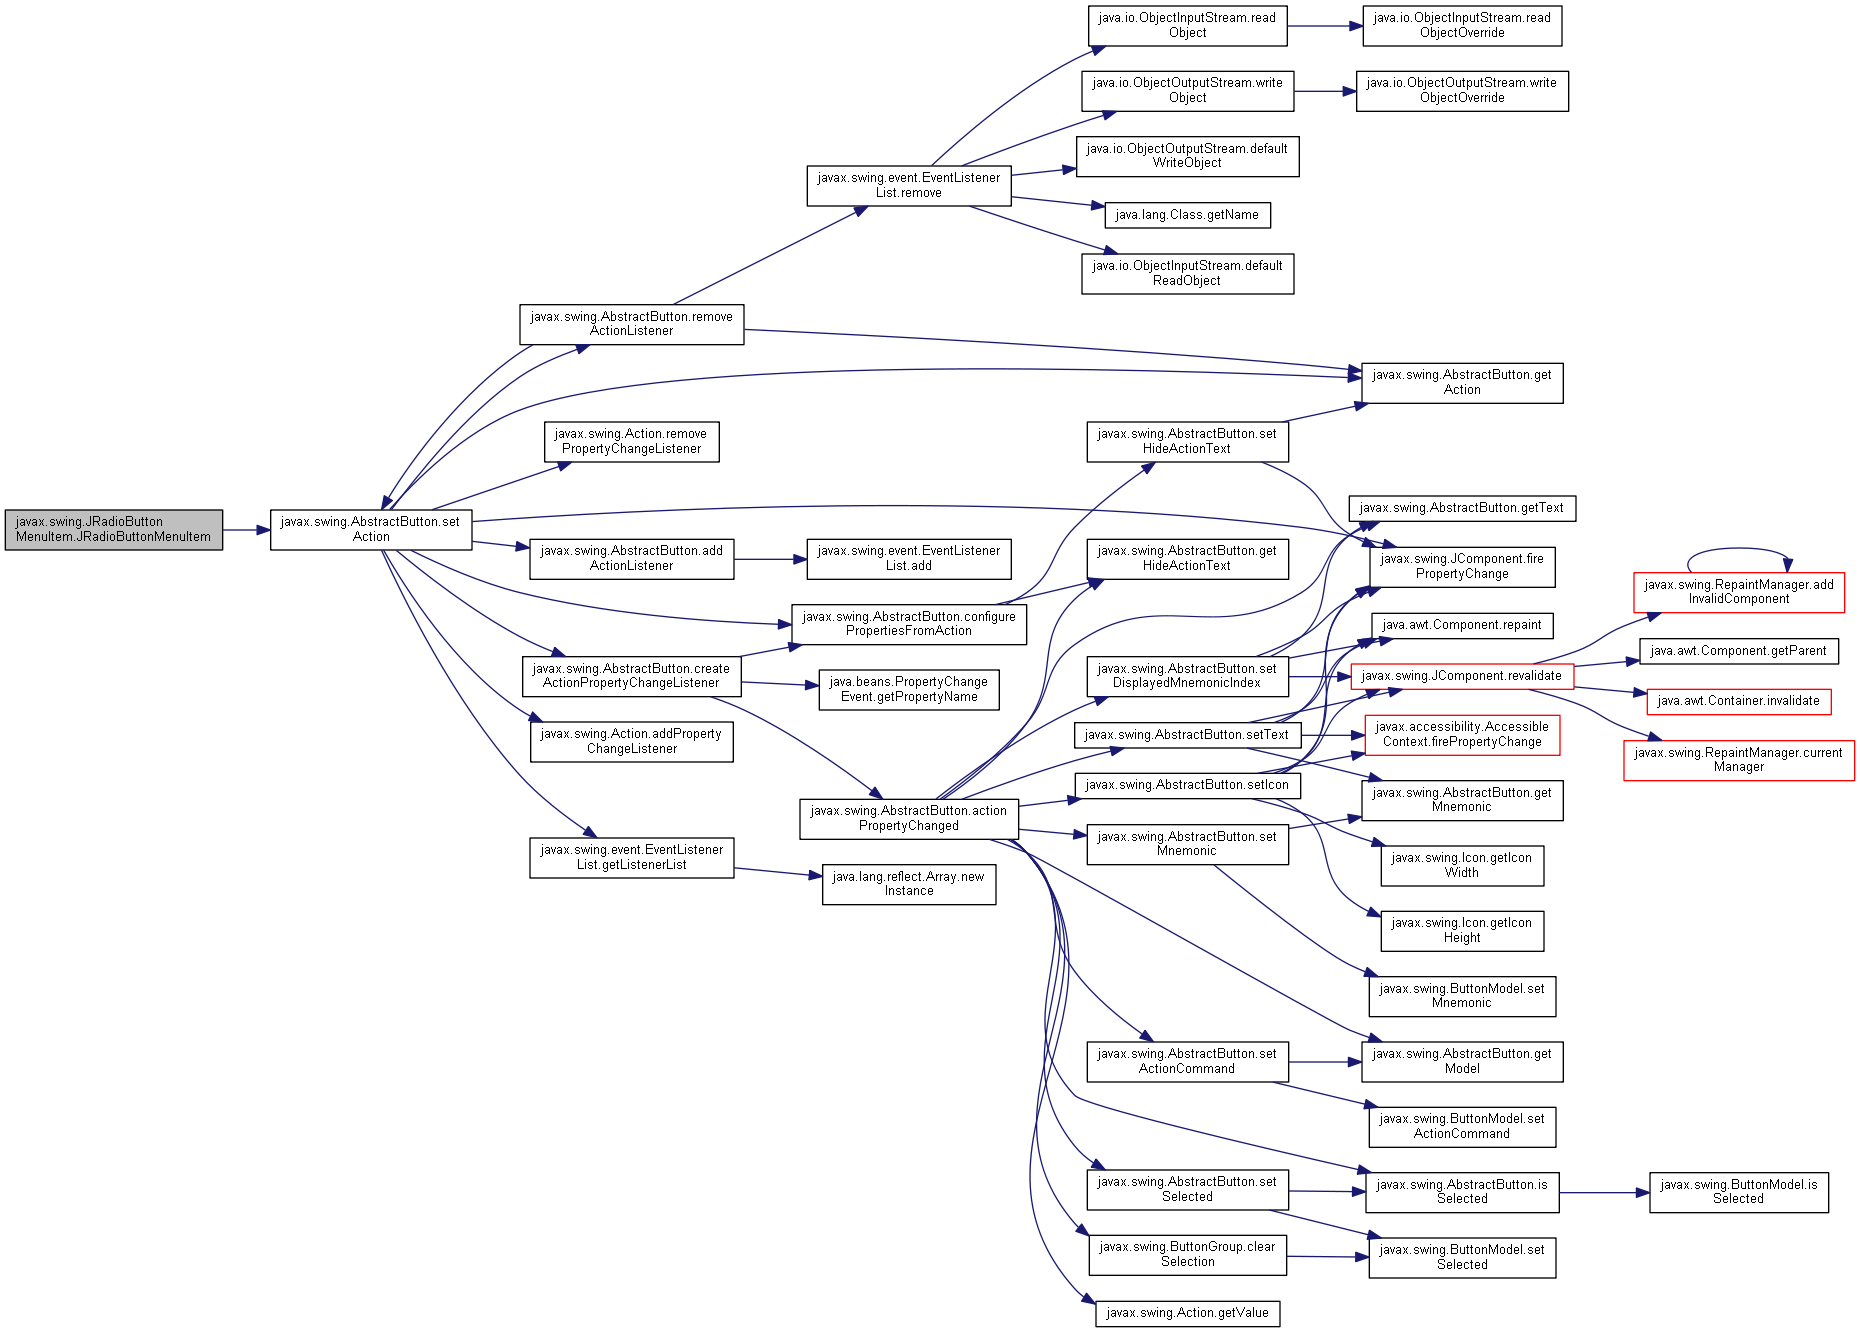 javax.swing.JRadioButton
MenuItem.JRadioButtonMenuItem
javax.swing.AbstractButton.set
Action
javax.swing.AbstractButton.remove
ActionListener
javax.swing.Action.remove
PropertyChangeListener
javax.swing.AbstractButton.add
ActionListener
javax.swing.AbstractButton.create
ActionPropertyChangeListener
javax.swing.Action.addProperty
ChangeListener
javax.swing.event.EventListener
List.getListenerList
javax.swing.event.EventListener
List.remove
javax.swing.event.EventListener
List.add
javax.swing.AbstractButton.configure
PropertiesFromAction
java.beans.PropertyChange
Event.getPropertyName
javax.swing.AbstractButton.action
PropertyChanged
java.lang.reflect.Array.new
Instance
java.io.ObjectInputStream.read
Object
java.io.ObjectOutputStream.write
Object
java.io.ObjectOutputStream.default
WriteObject
java.lang.Class.getName
java.io.ObjectInputStream.default
ReadObject
javax.swing.AbstractButton.set
HideActionText
javax.swing.AbstractButton.get
HideActionText
javax.swing.AbstractButton.set
DisplayedMnemonicIndex
javax.swing.AbstractButton.setText
javax.swing.AbstractButton.setIcon
javax.swing.AbstractButton.set
Mnemonic
javax.swing.AbstractButton.set
ActionCommand
javax.swing.AbstractButton.set
Selected
javax.swing.ButtonGroup.clear
Selection
javax.swing.Action.getValue
java.io.ObjectInputStream.read
ObjectOverride
java.io.ObjectOutputStream.write
ObjectOverride
javax.swing.AbstractButton.get
Action
javax.swing.AbstractButton.getText
javax.swing.JComponent.fire
PropertyChange
java.awt.Component.repaint
javax.swing.JComponent.revalidate
javax.accessibility.Accessible
Context.firePropertyChange
javax.swing.AbstractButton.get
Mnemonic
javax.swing.Icon.getIcon
Width
javax.swing.Icon.getIcon
Height
javax.swing.ButtonModel.set
Mnemonic
javax.swing.AbstractButton.get
Model
javax.swing.ButtonModel.set
ActionCommand
javax.swing.AbstractButton.is
Selected
javax.swing.ButtonModel.set
Selected
javax.swing.RepaintManager.add
InvalidComponent
java.awt.Component.getParent
java.awt.Container.invalidate
javax.swing.RepaintManager.current
Manager
javax.swing.ButtonModel.is
Selected